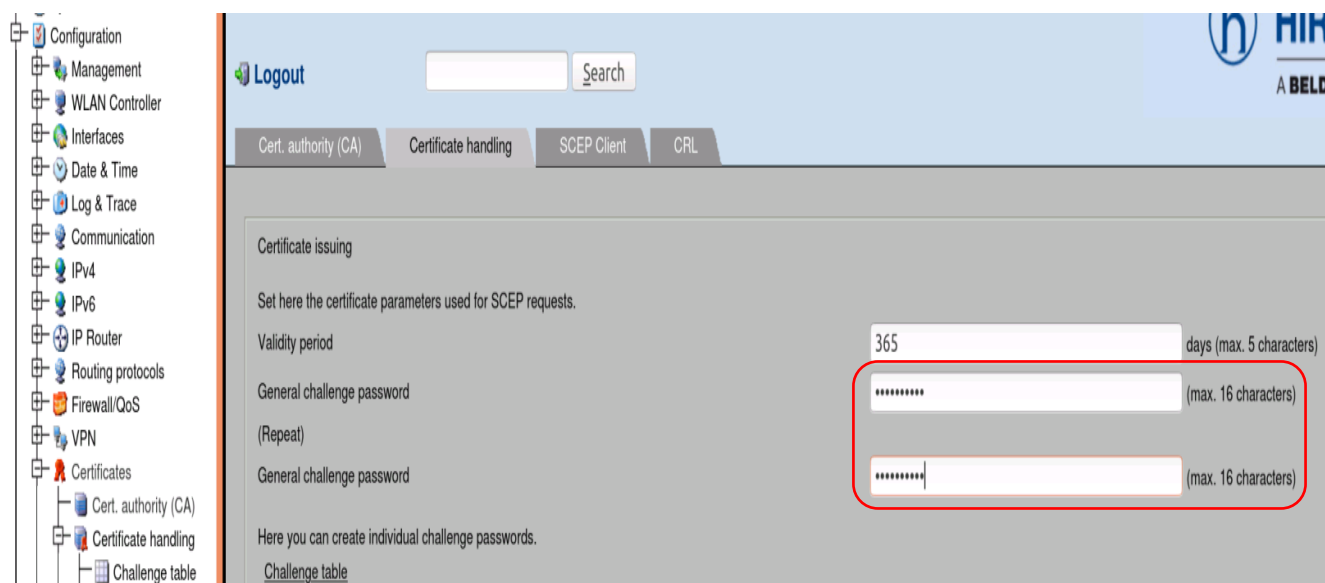 Configuration
Management
WLAN Controller
Interfaces
Date & Time
Log & Trace
Communication
IPv4
IPv6
IP Router
Routing protocols
Firewall/QoS
VPN
Certificates
Cert. authority (CA)
Certificate handling
Challenge table
Logout
Search
HIR
A BELD
Cert. authority (CA) Certificate handling SCEP Client CRL
Certificate issuing
Set here the certificate parameters used for SCEP requests.
Validity period 365 days (max. 5 characters)
General challenge password •••••••••• (max. 16 characters)
(Repeat)
General challenge password •••••••••• (max. 16 characters)
Here you can create individual challenge passwords.
Challenge table